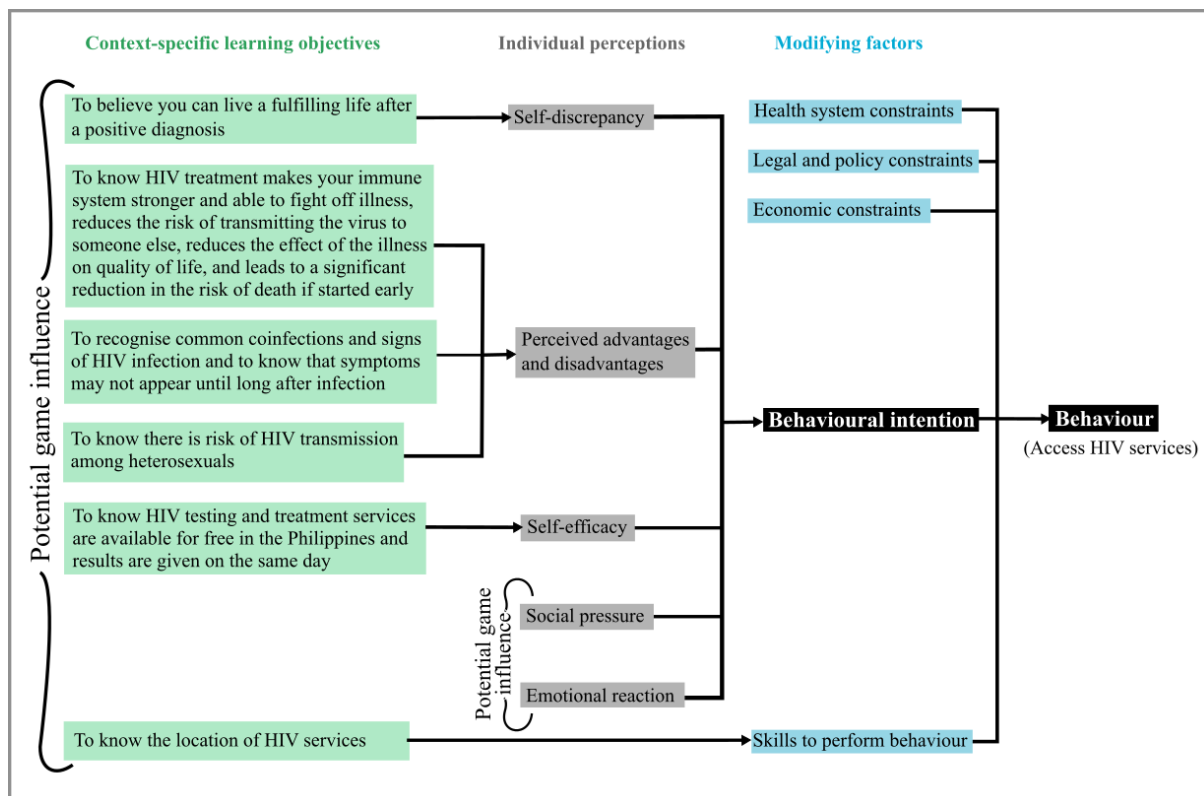 Context-specific learning objectives
Individual perceptions
Modifying factors
Potential game influence
To believe you can live a fulfilling life after
a positive diagnosis
To know HIV treatment makes your immune
system stronger and able to fight off illness,
reduces the risk of transmitting the virus to
someone else, reduces the effect of the illness
on quality of life, and leads to a significant
reduction in the risk of death if started early
To recognise common coinfections and signs
of HIV infection and to know that symptoms
may not appear until long after infection
To know there is risk of HIV transmission
among heterosexuals
To know HIV testing and treatment services
are available for free in the Philippines and
results are given on the same day
To know the location of HIV services
Self-discrepancy
Perceived advantages
and disadvantages
Self-efficacy
Potential game
influence
Social pressure
Emotional reaction
Health system constraints
Legal and policy constraints
Economic constraints
Behavioural intention
Skills to perform behaviour
Behaviour
(Access HIV services)